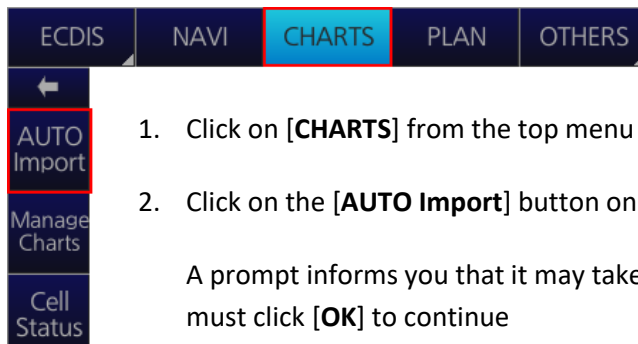 ECDIS NAVI CHARTS PLAN OTHERS
AUTO
Import
Manage
Charts
Cell
Status
1. Click on [CHARTS] from the top menu
2. Click on the [AUTO Import] button on
A prompt informs you that it may take
must click [OK] to continue